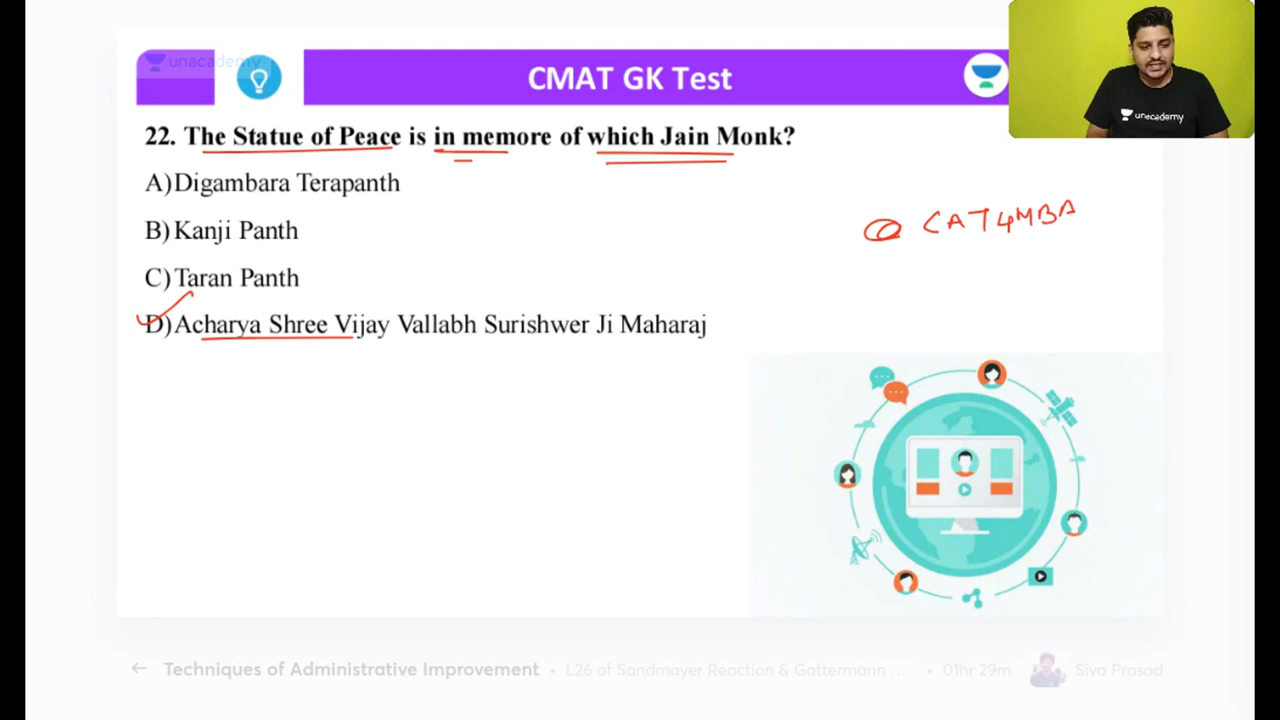 unacademy
CMAT GK Test
unacademy
22. The Statue of Peace is in memore of which Jain Monk?
A) Digambara Terapanth
B) Kanji Panth
@ CAT4MBA
C) Taran Panth
D) Acharya Shree Vijay Vallabh Surishwer Ji Maharaj
← Techniques of Administrative Improvement • L26 of Sandmayer Reaction & Gattermann ... • 01hr 29m Siva Prasad